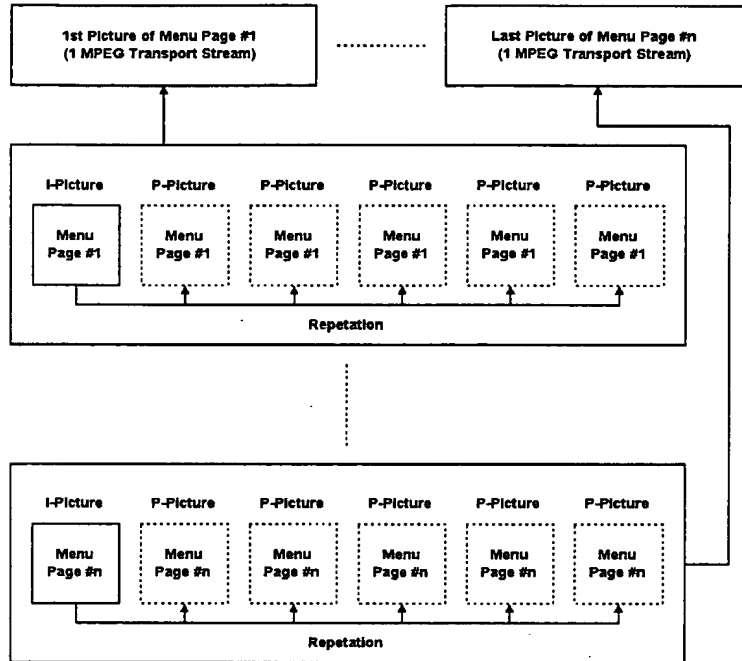 1st Picture of Menu Page #1
(1 MPEG Transport Stream)
Last Picture of Menu Page #n
(1 MPEG Transport Stream)
I-Picture P-Picture P-Picture P-Picture P-Picture P-Picture
Menu Menu Menu Menu Menu Menu
Page #1 Page #1 Page #1 Page #1 Page #1 Page #1
Repetation
I-Picture P-Picture P-Picture P-Picture P-Picture P-Picture
Menu Menu Menu Menu Menu Menu
Page #n Page #n Page #n Page #n Page #n Page #n
Repetation